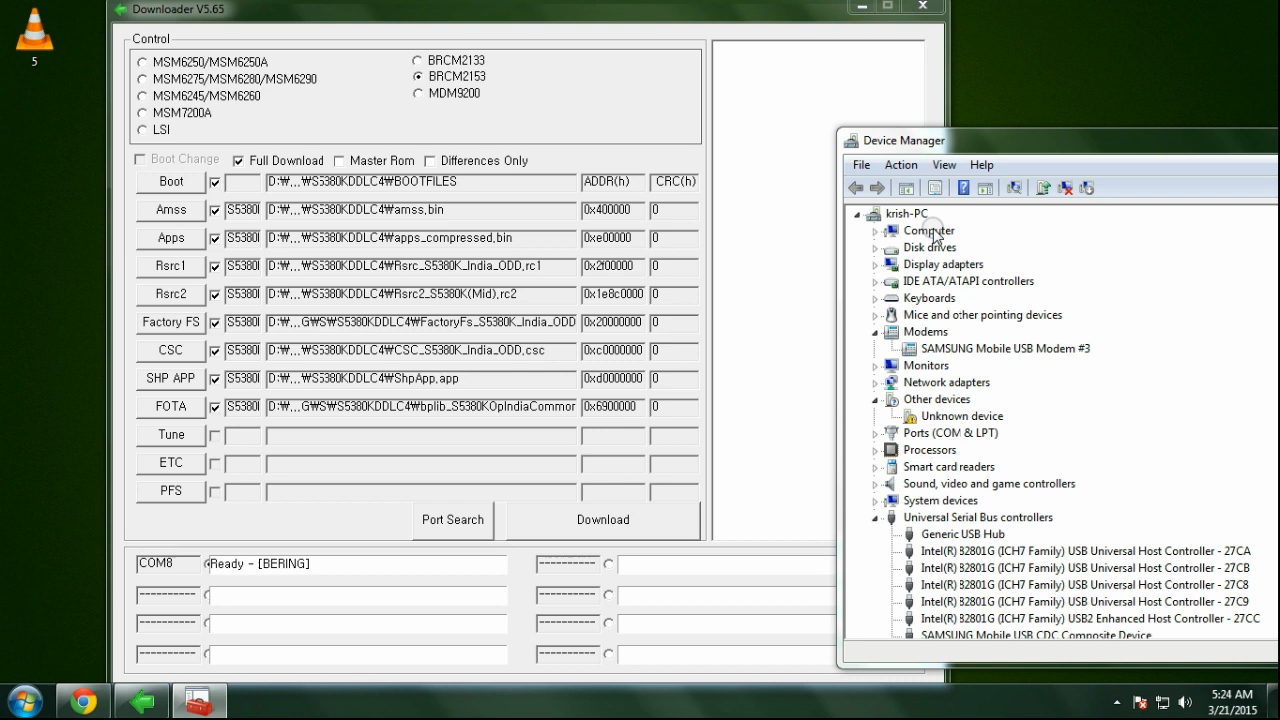 5
Downloader V5.65
Control
MSM6250/MSM6250A
MSM6275/MSM6280/MSM6290
MSM6245/MSM6260
MSM7200A
LSI
BRCM2133
BRCM2153
MDM9200
Boot Change Full Download Master Rom Differences Only
Boot D:₩,,,₩S5380KDDLC4₩BOOTFILES ADDR(h) CRC(h)
Amss S5380I D:₩,,,₩S5380KDDLC4₩amss,bin 0x400000 0
Apps S5380I D:₩,,,₩S5380KDDLC4₩apps_compressed,bin 0xe00000 0
Rsrc1 S5380I D:₩,,,₩S5380KDDLC4₩Rsrc_S5380K_India_ODD,rc1 0x2f00000 0
Rsrc2 S5380I D:₩,,,₩S5380KDDLC4₩Rsrc2_S5380K(Mid),rc2 0x1e8c0000 0
Factory FS S5380I D:₩,,,G₩S₩S5380KDDLC4₩FactoryFs_S5380K_India_ODD 0x20000000 0
CSC S5380I D:₩,,,₩S5380KDDLC4₩CSC_S5380K_India_ODD,csc 0xc0000000 0
SHP APP S5380I D:₩,,,₩S5380KDDLC4₩ShpApp,app 0xd0000000 0
FOTA S5380I D:₩,,,G₩S₩S5380KDDLC4₩bplib_S5380KOpIndiaCommor 0x6900000 0
Tune
ETC
PFS
Port Search Download
COM8 Ready - [BERING] ----------
---------- ----------
---------- ----------
---------- ----------
Device Manager
File Action View Help
krish-PC
Computer
Disk drives
Display adapters
IDE ATA/ATAPI controllers
Keyboards
Mice and other pointing devices
Modems
SAMSUNG Mobile USB Modem #3
Monitors
Network adapters
Other devices
Unknown device
Ports (COM & LPT)
Processors
Smart card readers
Sound, video and game controllers
System devices
Universal Serial Bus controllers
Generic USB Hub
Intel(R) 82801G (ICH7 Family) USB Universal Host Controller - 27CA
Intel(R) 82801G (ICH7 Family) USB Universal Host Controller - 27CB
Intel(R) 82801G (ICH7 Family) USB Universal Host Controller - 27C8
Intel(R) 82801G (ICH7 Family) USB Universal Host Controller - 27C9
Intel(R) 82801G (ICH7 Family) USB2 Enhanced Host Controller - 27CC
SAMSUNG Mobile USB CDC Composite Device
5:24 AM
3/21/2015